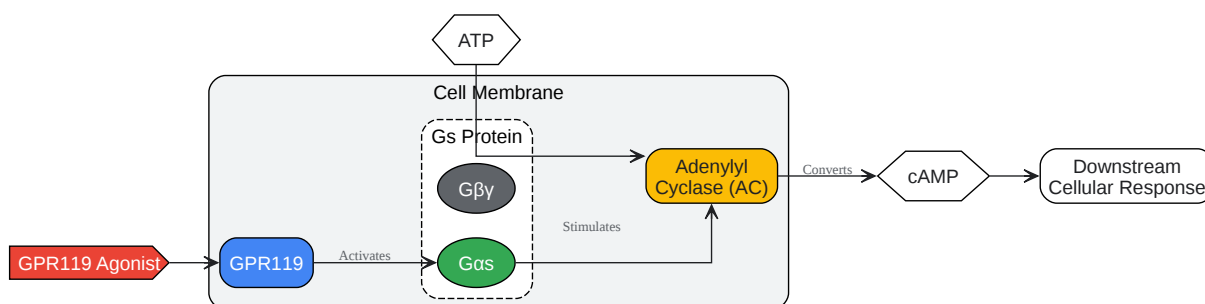 ATP
Cell Membrane
Gs Protein
Adenylyl
Cyclase (AC)
Converts
cAMP
Downstream
Cellular Response
Gβγ
Stimulates
GPR119 Agonist
GPR119
Activates
Gαs